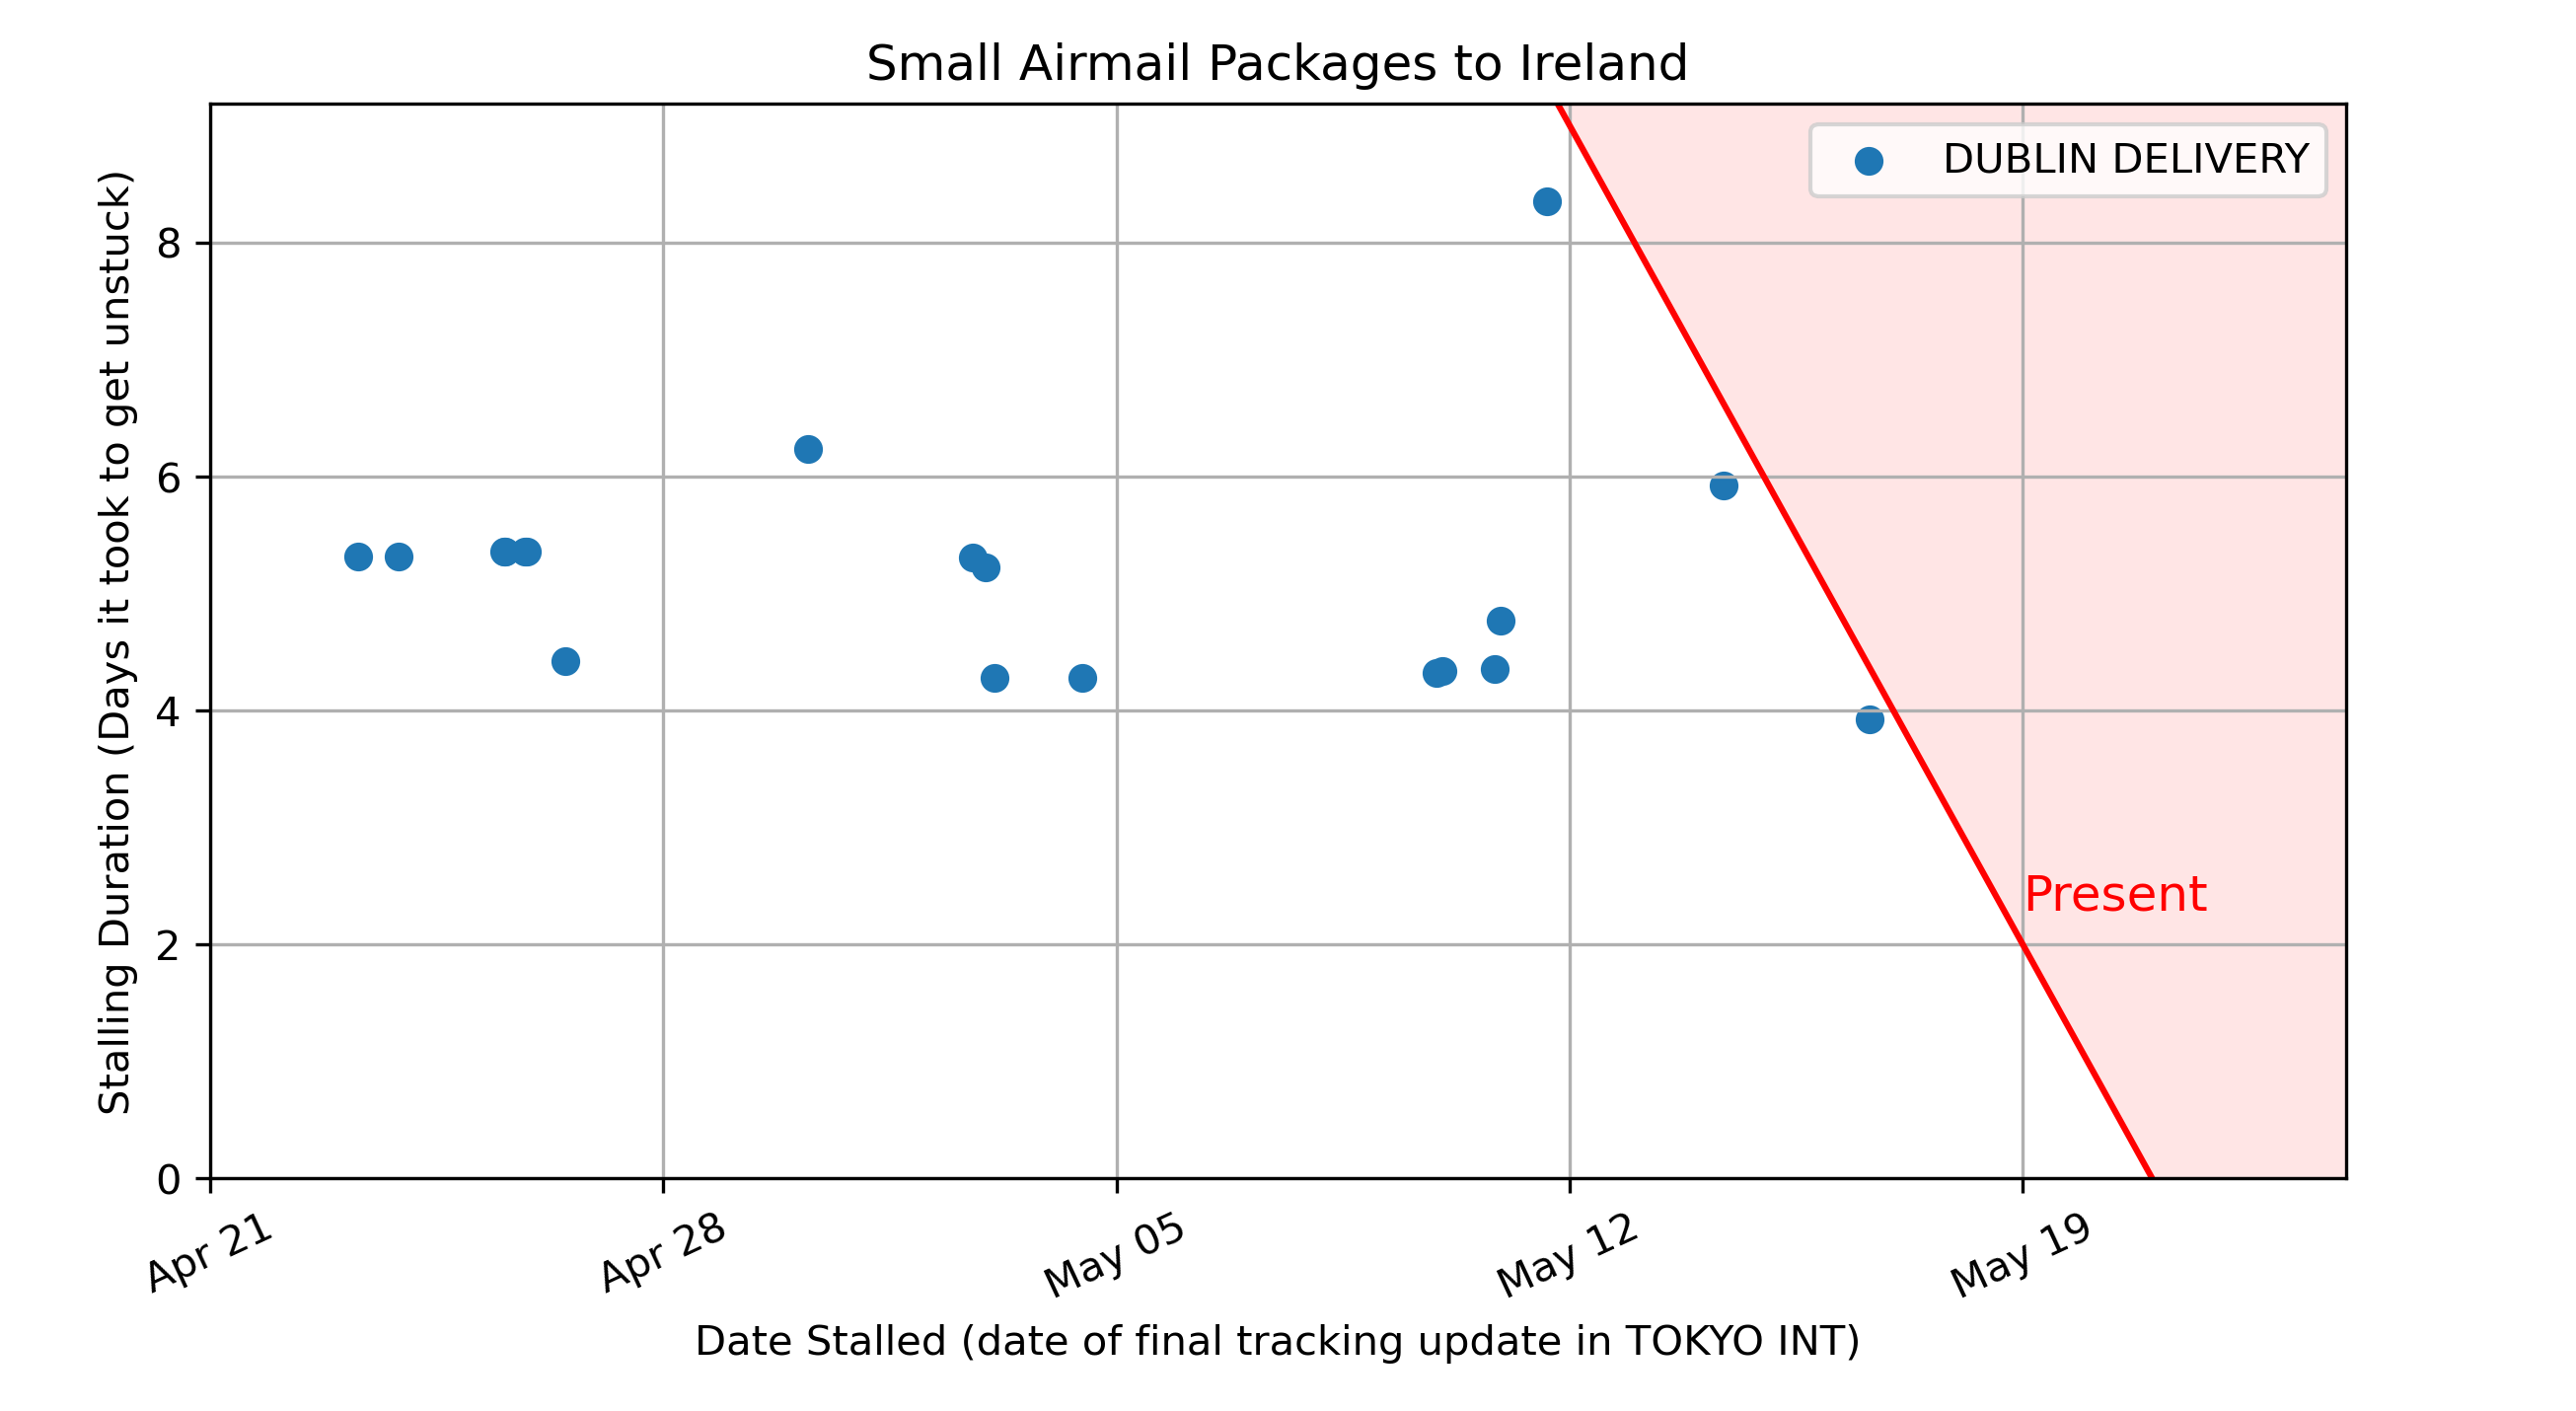 Small Airmail Packages to Ireland
DUBLIN DELIVERY
Stalling Duration (Days it took to get unstuck)
8
6
4
2
0
Present
Apr 21
Apr 28
May 05
May 12
May 19
Date Stalled (date of final tracking update in TOKYO INT)